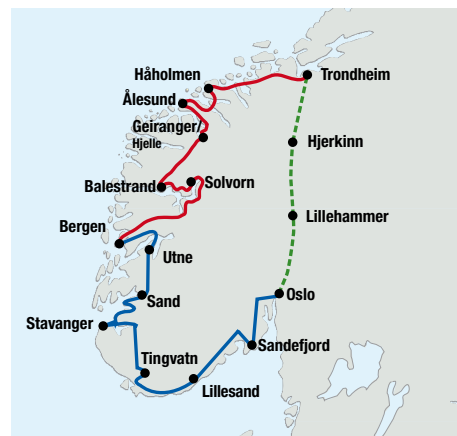 Håholmen
Trondheim
Ålesund
Geiranger/
Hjelle
Hjerkinn
Balestrand
Solvorn
Lillehammer
Bergen
Utne
Sand
Oslo
Stavanger
Sandefjord
Tingvatn
Lillesand